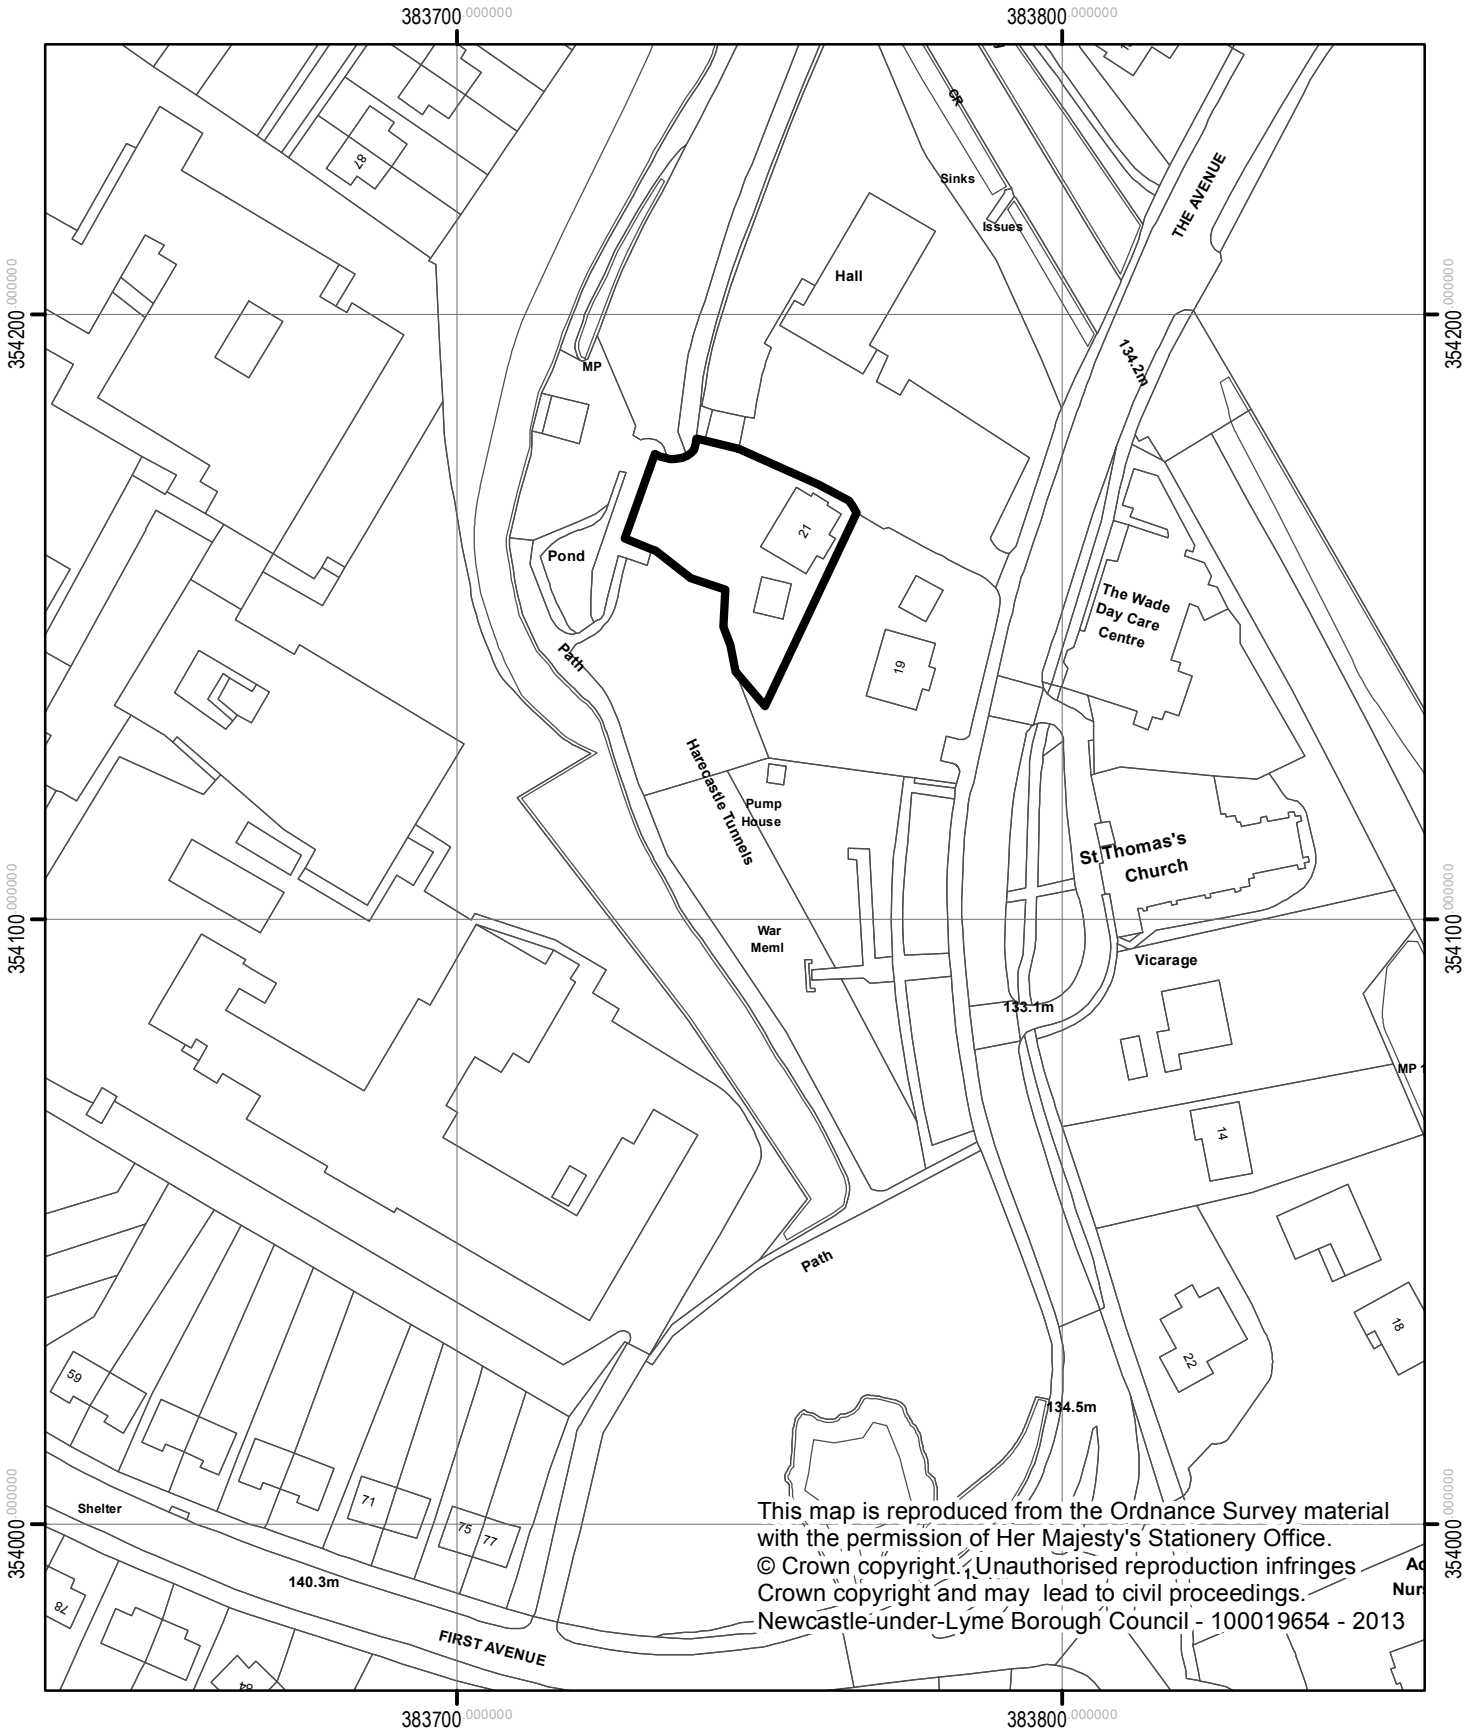 383700.000000
383800.000000
CR
87
Sinks
THE AVENUE
Issues
Hall
354200.000000
354200.000000
134.2m
MP
21
Pond
The Wade
Day Care
Centre
Path
19
Harecastle Tunnels
Pump
House
St Thomas's
Church
354100.000000
354100.000000
War
Meml
Vicarage
133.1m
MP
14
Path
18
22
59
134.5m
71
75
77
Shelter
354000.000000
354000.000000
This map is reproduced from the Ordnance Survey material
with the permission of Her Majesty's Stationery Office.
© Crown copyright. Unauthorised reproduction infringes
Crown copyright and may lead to civil proceedings.
Newcastle-under-Lyme Borough Council - 100019654 - 2013
140.3m
78
FIRST AVENUE
383700.000000
383800.000000